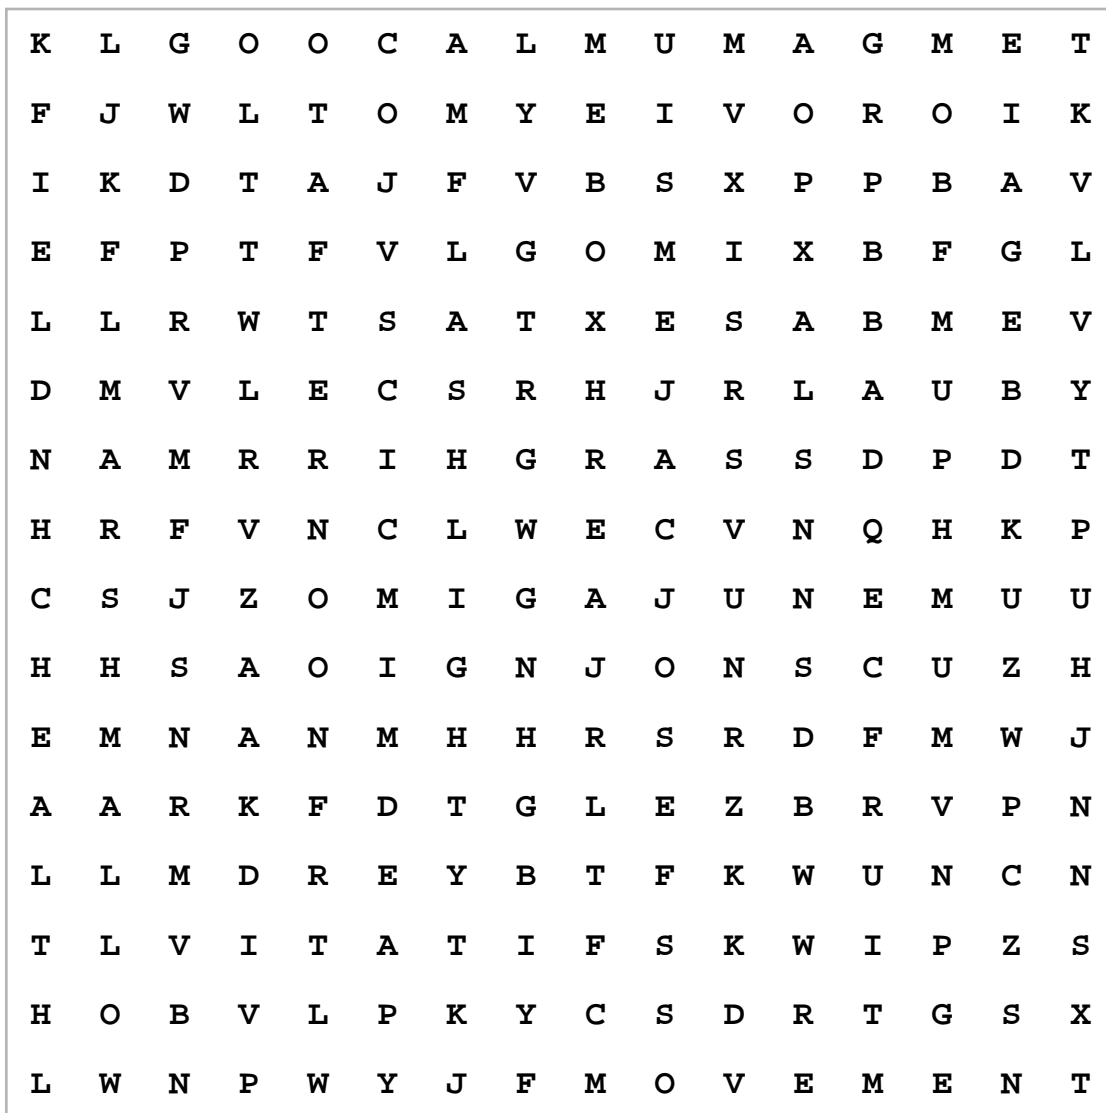 K L G O O C A L M U M A G M E T
F J W L T O M Y E I V O R O I K
I K D T A J F V B S X P P B A V
E F P T F V L G O M I X B F G L
L L R W T S A T X E S A B M E V
D M V L E C S R H J R L A U B Y
N A M R R I H G R A S S D P D T
H R F V N C L W E C V N Q H K P
C S J Z O M I G A J U N E M U U
H H S A O I G N J O N S C U Z H
E M N A N M H H R S R D F M W J
A A R K F D T G L E Z B R V P N
L L M D R E Y B T F K W U N C N
T L V I T A T I F S K W I P Z S
H O B V L P K Y C S D R T G S X
L W N P W Y J F M O V E M E N T